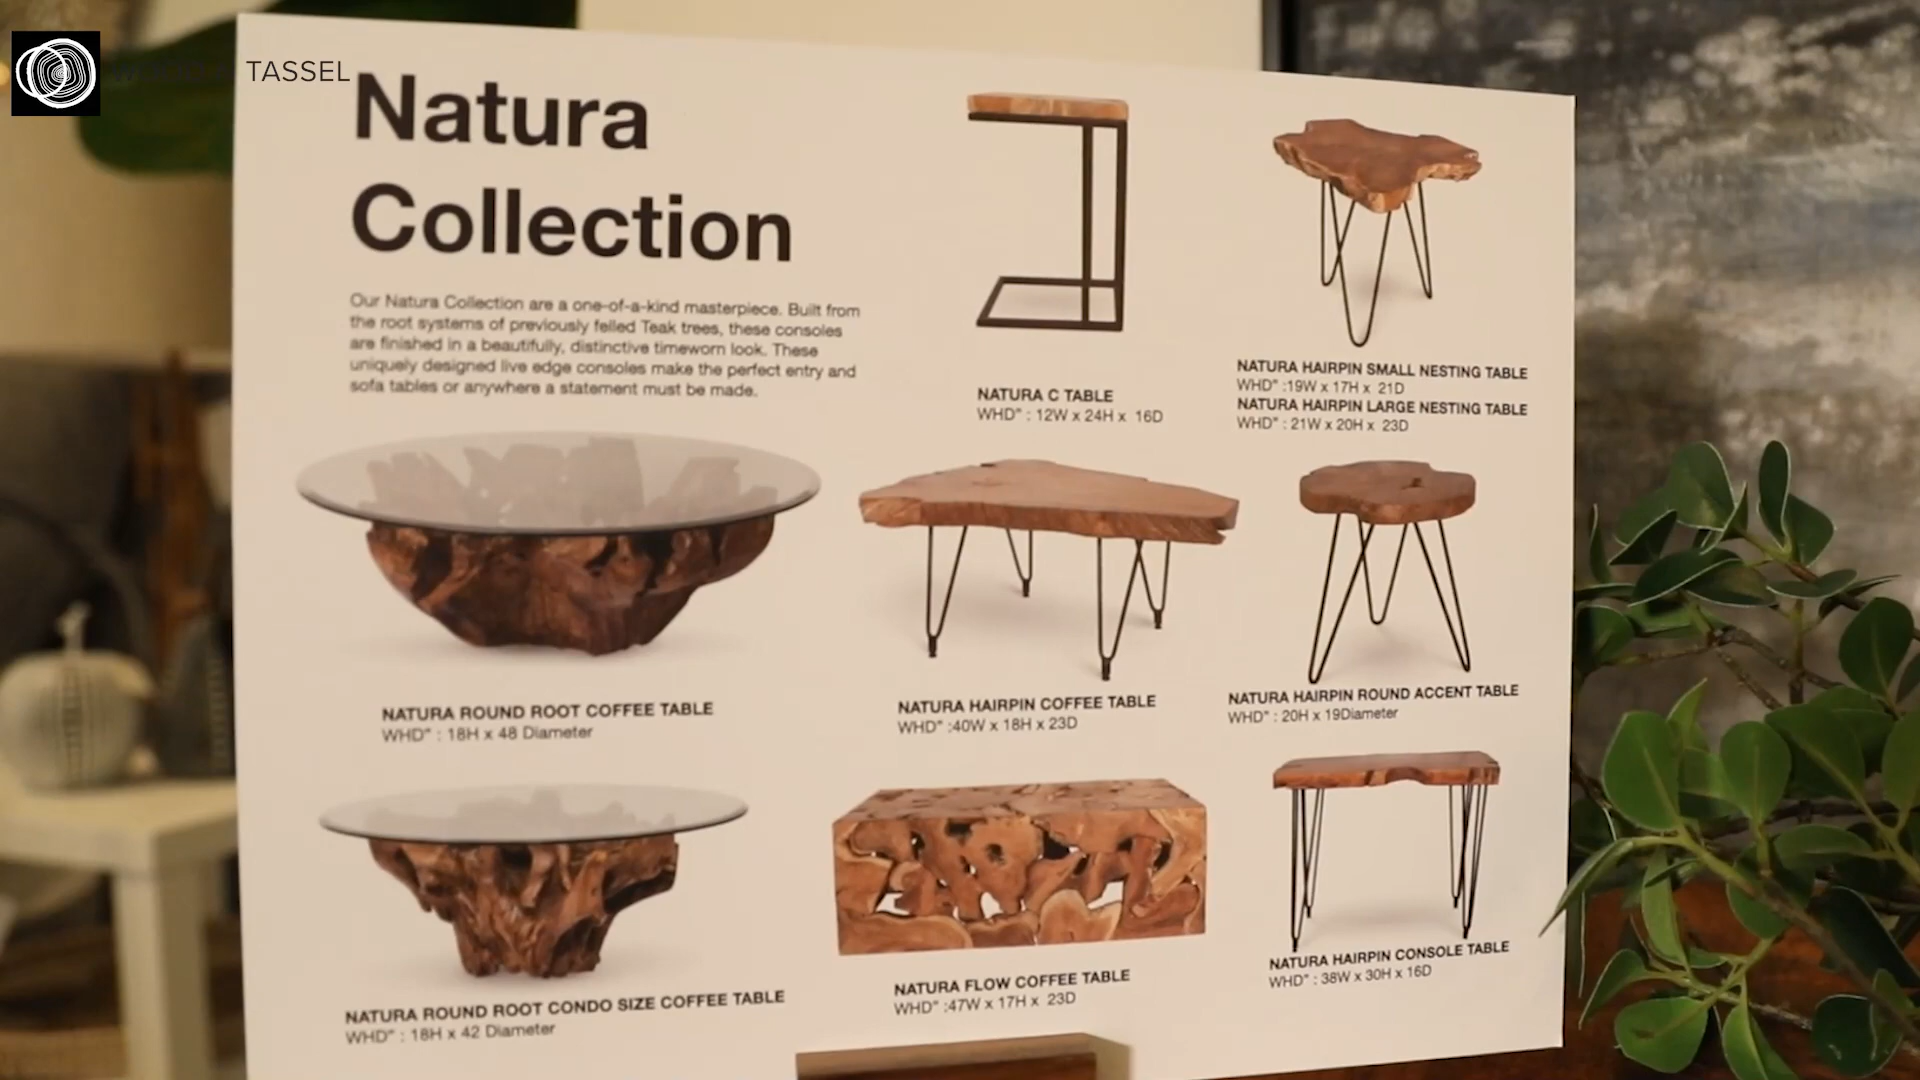 TASSEL
Natura
Collection
Our Natura Collection are a one-of-a-kind masterpiece. Built from
the root systems of previously felled Teak trees, these consoles
are finished in a beautifully, distinctive timeworn look. These
uniquely designed live edge consoles make the perfect entry and
sofa tables or anywhere a statement must be made.
NATURA C TABLE
WHD" : 12W x 24H x 16D
NATURA HAIRPIN SMALL NESTING TABLE
WHD" :19W x 17H x 21D
NATURA HAIRPIN LARGE NESTING TABLE
WHD" : 21W x 20H x 23D
NATURA ROUND ROOT COFFEE TABLE
WHD" : 18H x 48 Diameter
NATURA HAIRPIN COFFEE TABLE
WHD" :40W x 18H x 23D
NATURA HAIRPIN ROUND ACCENT TABLE
WHD" : 20H x 19Diameter
NATURA ROUND ROOT CONDO SIZE COFFEE TABLE
WHD" : 18H x 42 Diameter
NATURA FLOW COFFEE TABLE
WHD" :47W x 17H x 23D
NATURA HAIRPIN CONSOLE TABLE
WHD" : 38W x 30H x 16D